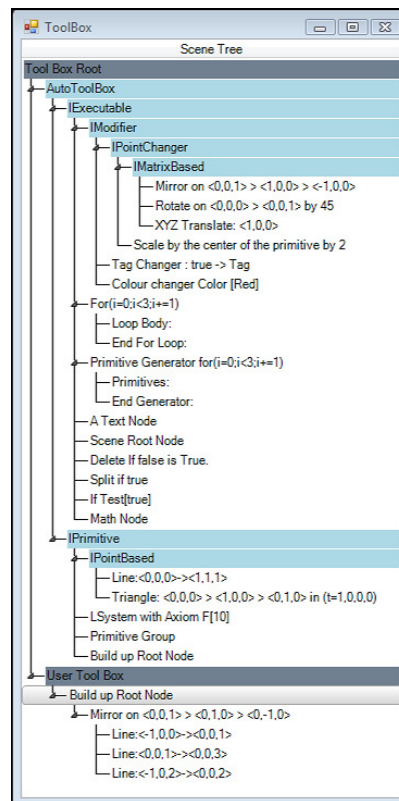 ToolBox
Scene Tree
Tool Box Root
AutoToolBox
IExecutable
IModifier
IPointChanger
IMatrixBased
Mirror on <0,0,1> > <1,0,0> > <-1,0,0>
Rotate on <0,0,0> > <0,0,1> by 45
XYZ Translate: <1,0,0>
Scale by the center of the primitive by 2
Tag Changer : true -> Tag
Colour changer Color [Red]
For(i=0;i<3;i+=1)
Loop Body:
End For Loop:
Primitive Generator for(i=0;i<3;i+=1)
Primitives:
End Generator:
A Text Node
Scene Root Node
Delete If false is True.
Split if true
If Test[true]
Math Node
IPrimitive
IPointBased
Line:<0,0,0>-><1,1,1>
Triangle: <0,0,0> > <1,0,0> > <0,1,0> in (t=1,0,0,0)
LSystem with Axiom F[10]
Primitive Group
Build up Root Node
User Tool Box
Build up Root Node
Mirror on <0,0,1> > <0,1,0> > <0,-1,0>
Line:<-1,0,0>-><0,0,1>
Line:<0,0,1>-><0,0,3>
Line:<-1,0,2>-><0,0,2>